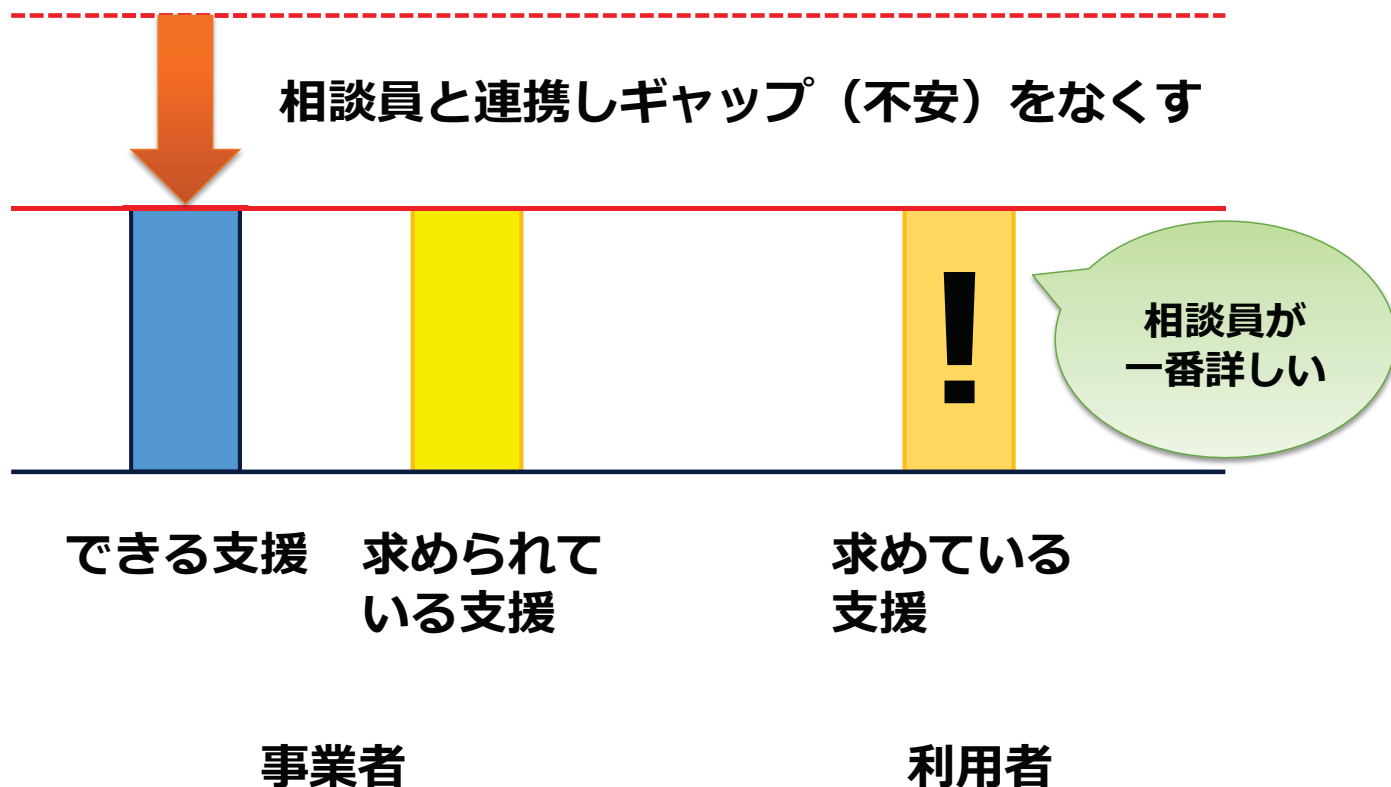 相談員と連携しギャップ（不安）をなくす
!
相談員が
一番詳しい
できる支援
求められて
いる支援
求めている
支援
事業者
利用者